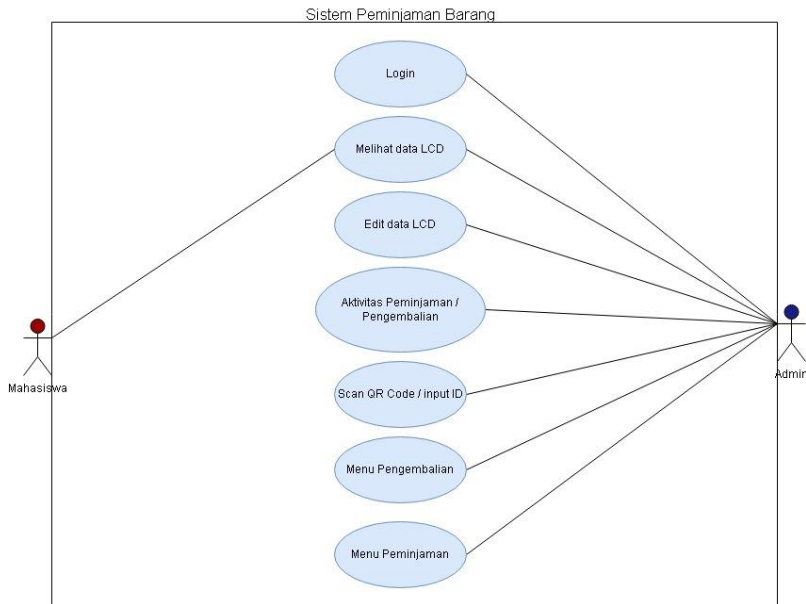 Sistem Peminjaman Barang
Login
Melihat data LCD
Edit data LCD
Aktivitas Peminjaman /
Pengembalian
Mahasiswa
Admin
Scan QR Code / input ID
Menu Pengembalian
Menu Peminjaman